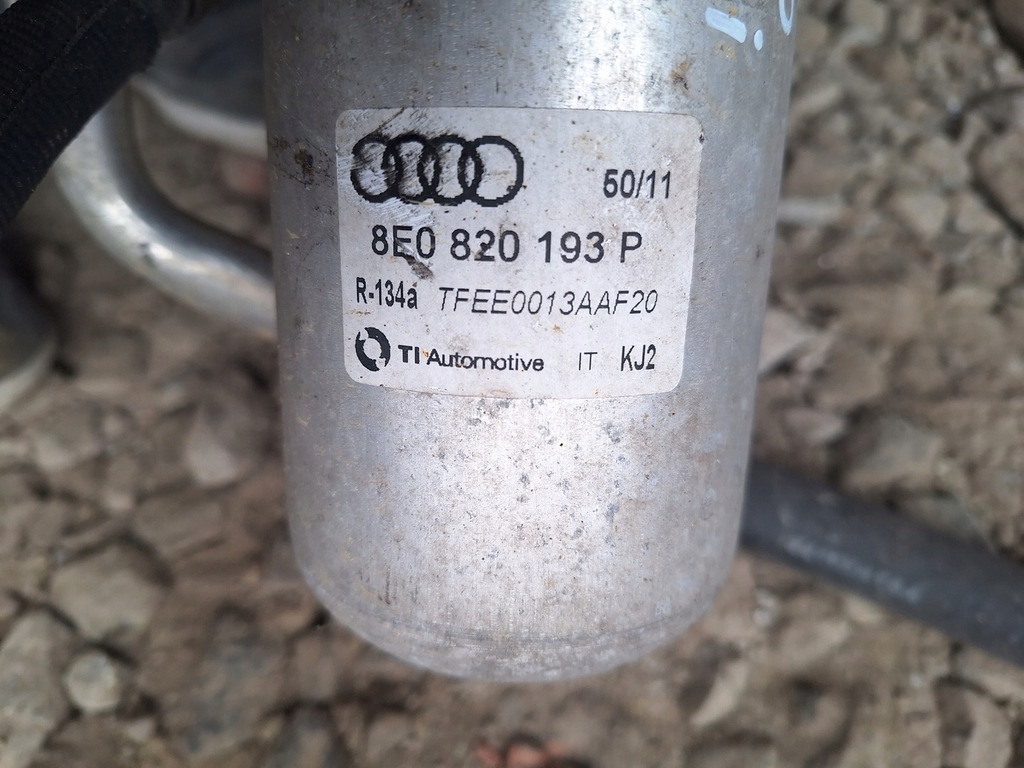 50/11
8E0 820 193 P
R-134a TFEE0013AAF20
TI Automotive IT KJ2